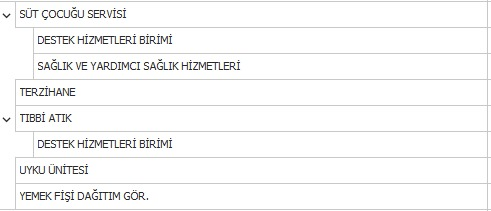 SÜT ÇOCUĞU SERVİSİ
DESTEK HİZMETLERİ BİRİMİ
SAĞLIK VE YARDIMCI SAĞLIK HİZMETLERİ
TERZİHANE
TIBBİ ATIK
DESTEK HİZMETLERİ BİRİMİ
UYKU ÜNİTESİ
YEMEK FİŞİ DAĞITIM GÖR.